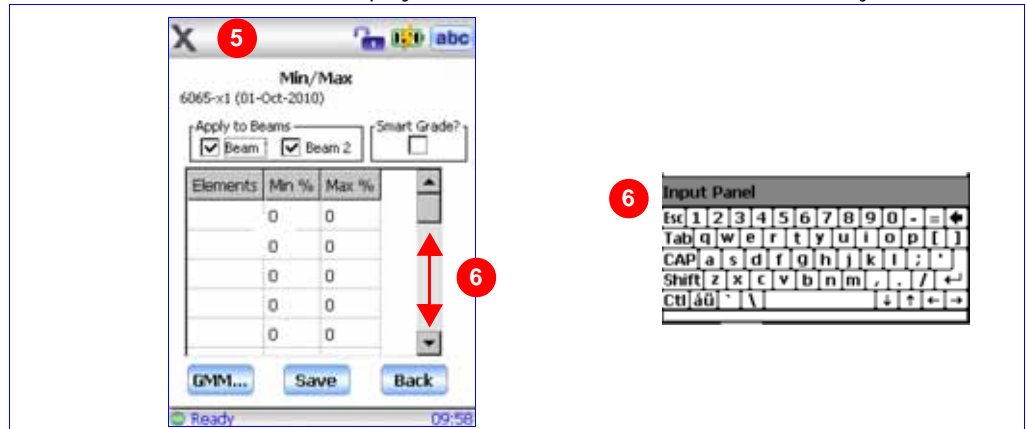 X 5 abc
Min/Max
6065-x1 (01-Oct-2010)
Apply to Beams Smart Grade?
Beam 1 Beam 2
Elements Min % Max %
0 0
0 0
0 0
0 0
0 0
6
GMM... Save Back
Ready 09:58
6
Input Panel
Esc 1 2 3 4 5 6 7 8 9 0 - =
Tab q w e r t y u i o p [ ]
CAP a s d f g h j k l ; '
Shift z x c v b n m , . /
Ctl áü ` \